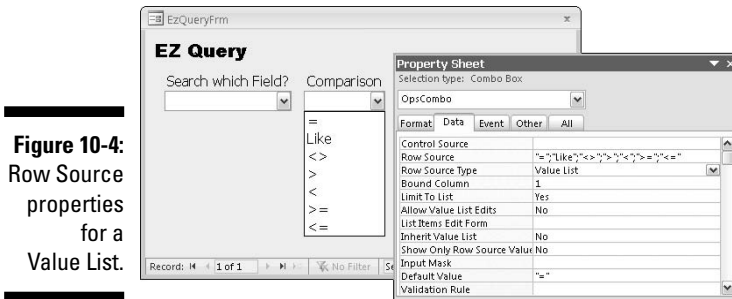 EzQueryFrm
EZ Query
Search which Field?
Comparison
=
Like
<>
>
<
>=
<=
Record: 1 of 1 No Filter Se
Property Sheet
Selection type: Combo Box
OpsCombo
Format Data Event Other All
Control Source
Row Source "=";"Like";"<>";">";"<";">=";"<="
Row Source Type Value List
Bound Column 1
Limit To List Yes
Allow Value List Edits No
List Items Edit Form
Inherit Value List No
Show Only Row Source Value No
Input Mask
Default Value "="
Validation Rule
Figure 10-4:
Row Source
properties
for a
Value List.